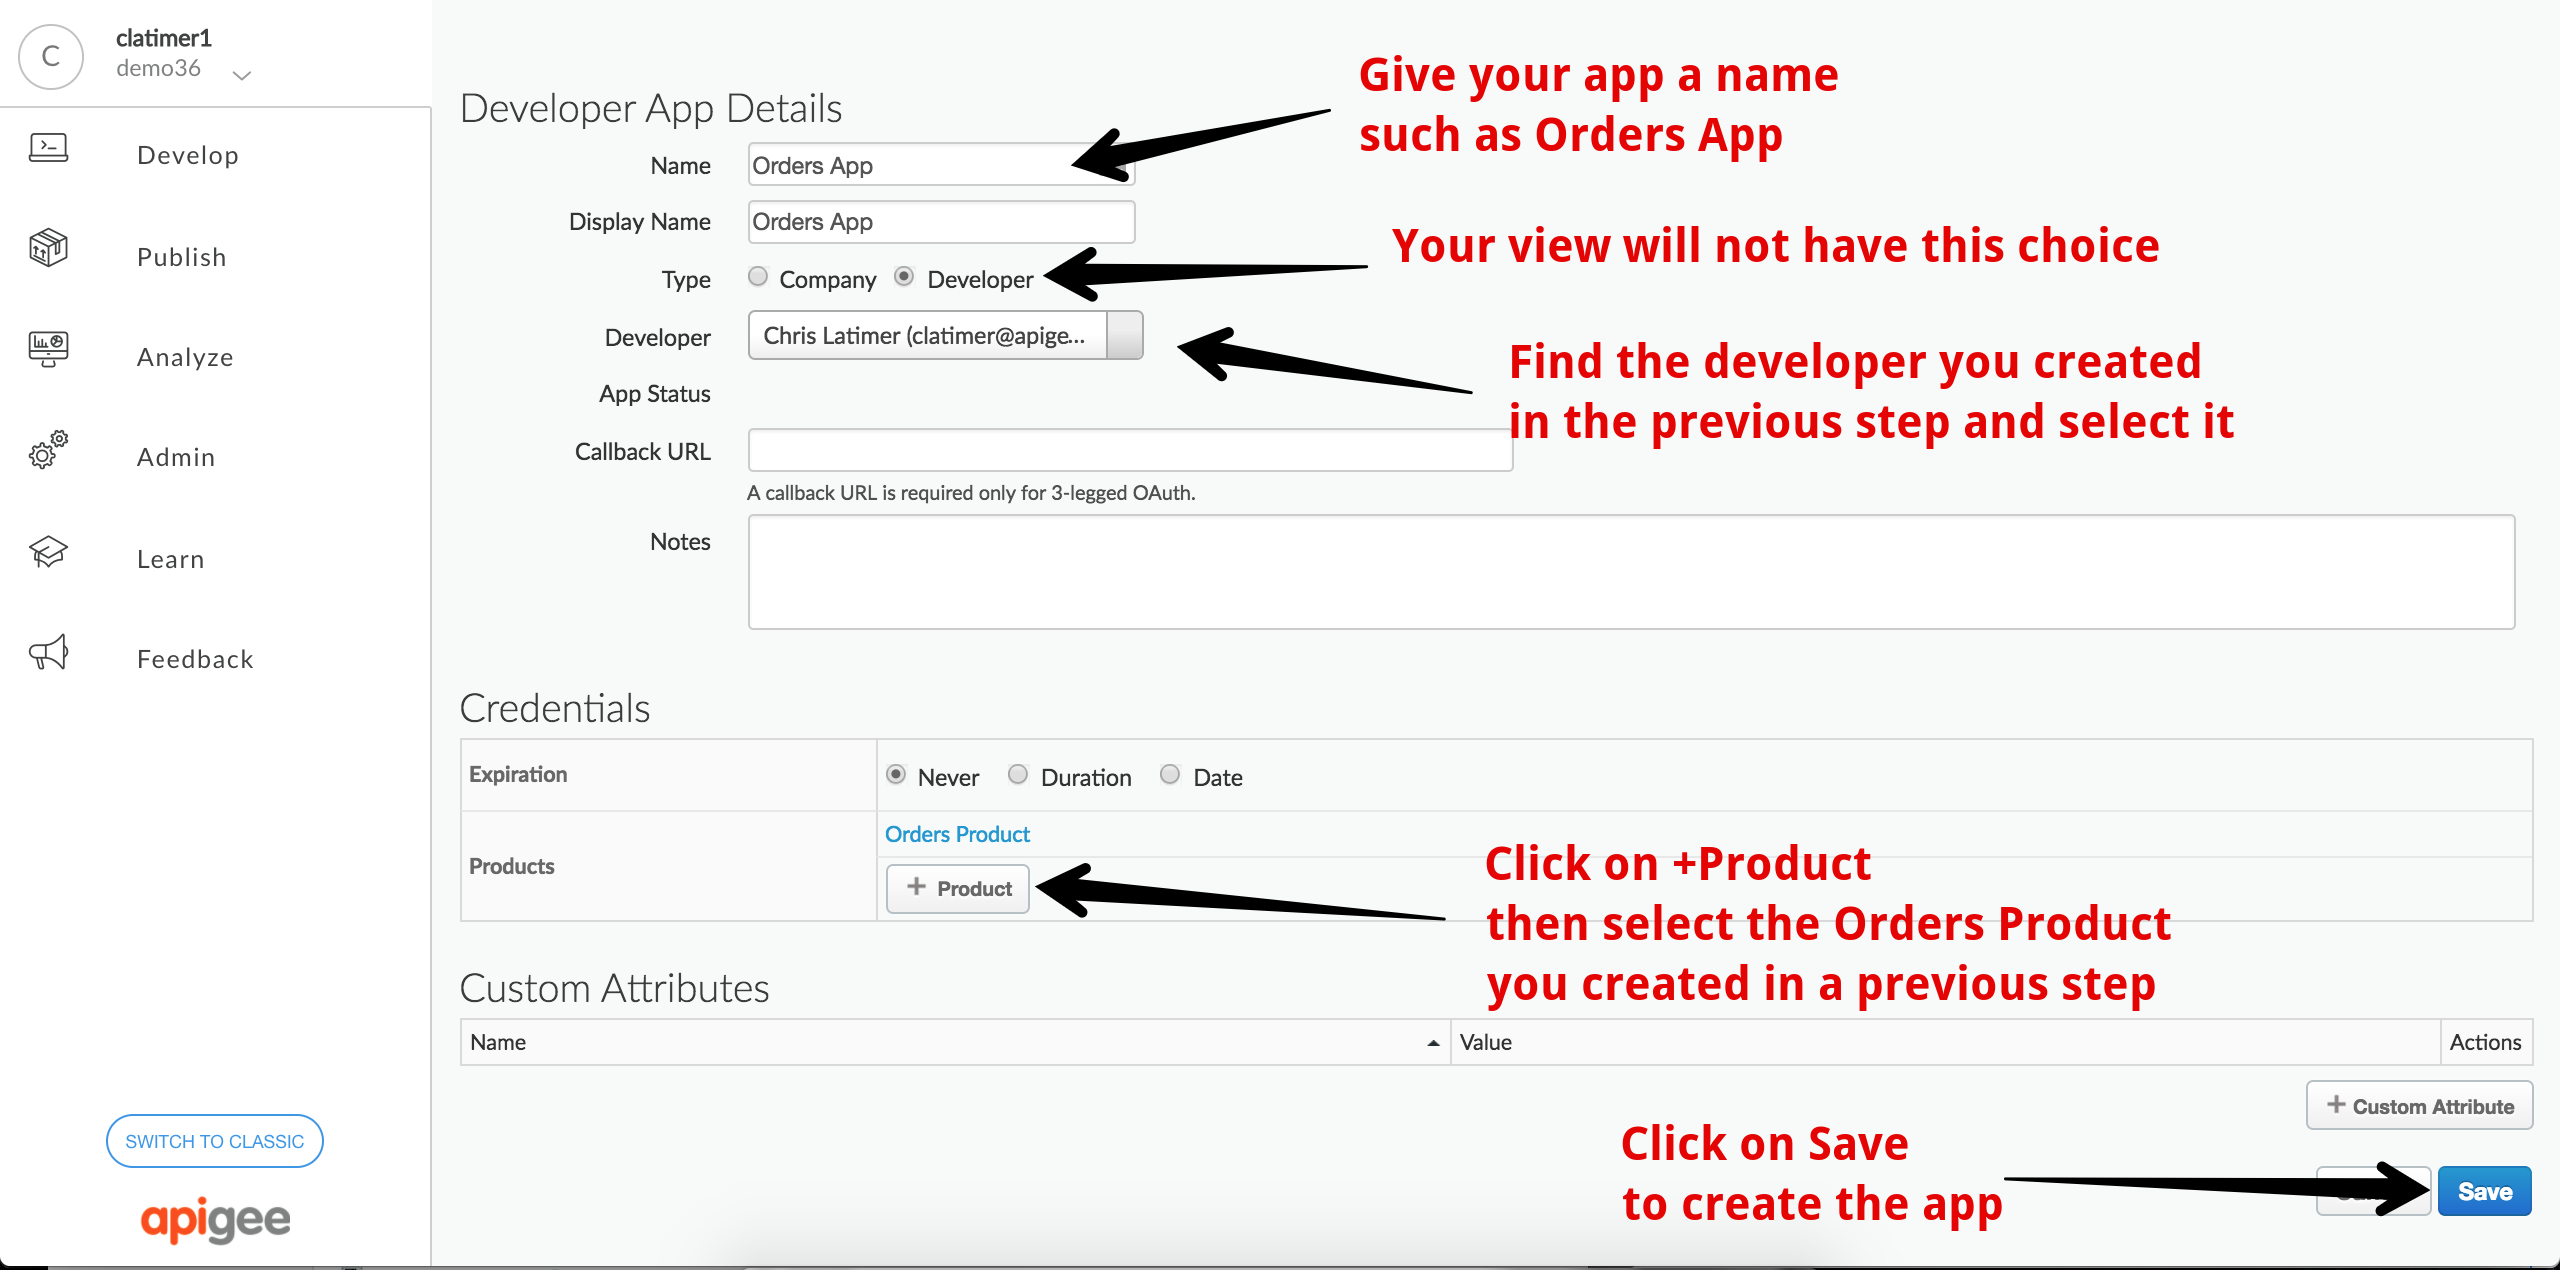 C
clatimer1
demo36
Develop
Publish
Analyze
Admin
Learn
Feedback
SWITCH TO CLASSIC
apigee
Developer App Details
Name
Orders App
Display Name
Orders App
Type
Company
Developer
Developer
Chris Latimer (clatimer@apige...
App Status
Callback URL
A callback URL is required only for 3-legged OAuth.
Notes
Give your app a name
such as Orders App
Your view will not have this choice
Find the developer you created
in the previous step and select it
Credentials
Expiration
Never
Duration
Date
Products
Orders Product
+ Product
Click on +Product
then select the Orders Product
you created in a previous step
Custom Attributes
Name
Value
Actions
+ Custom Attribute
Click on Save
to create the app
Save